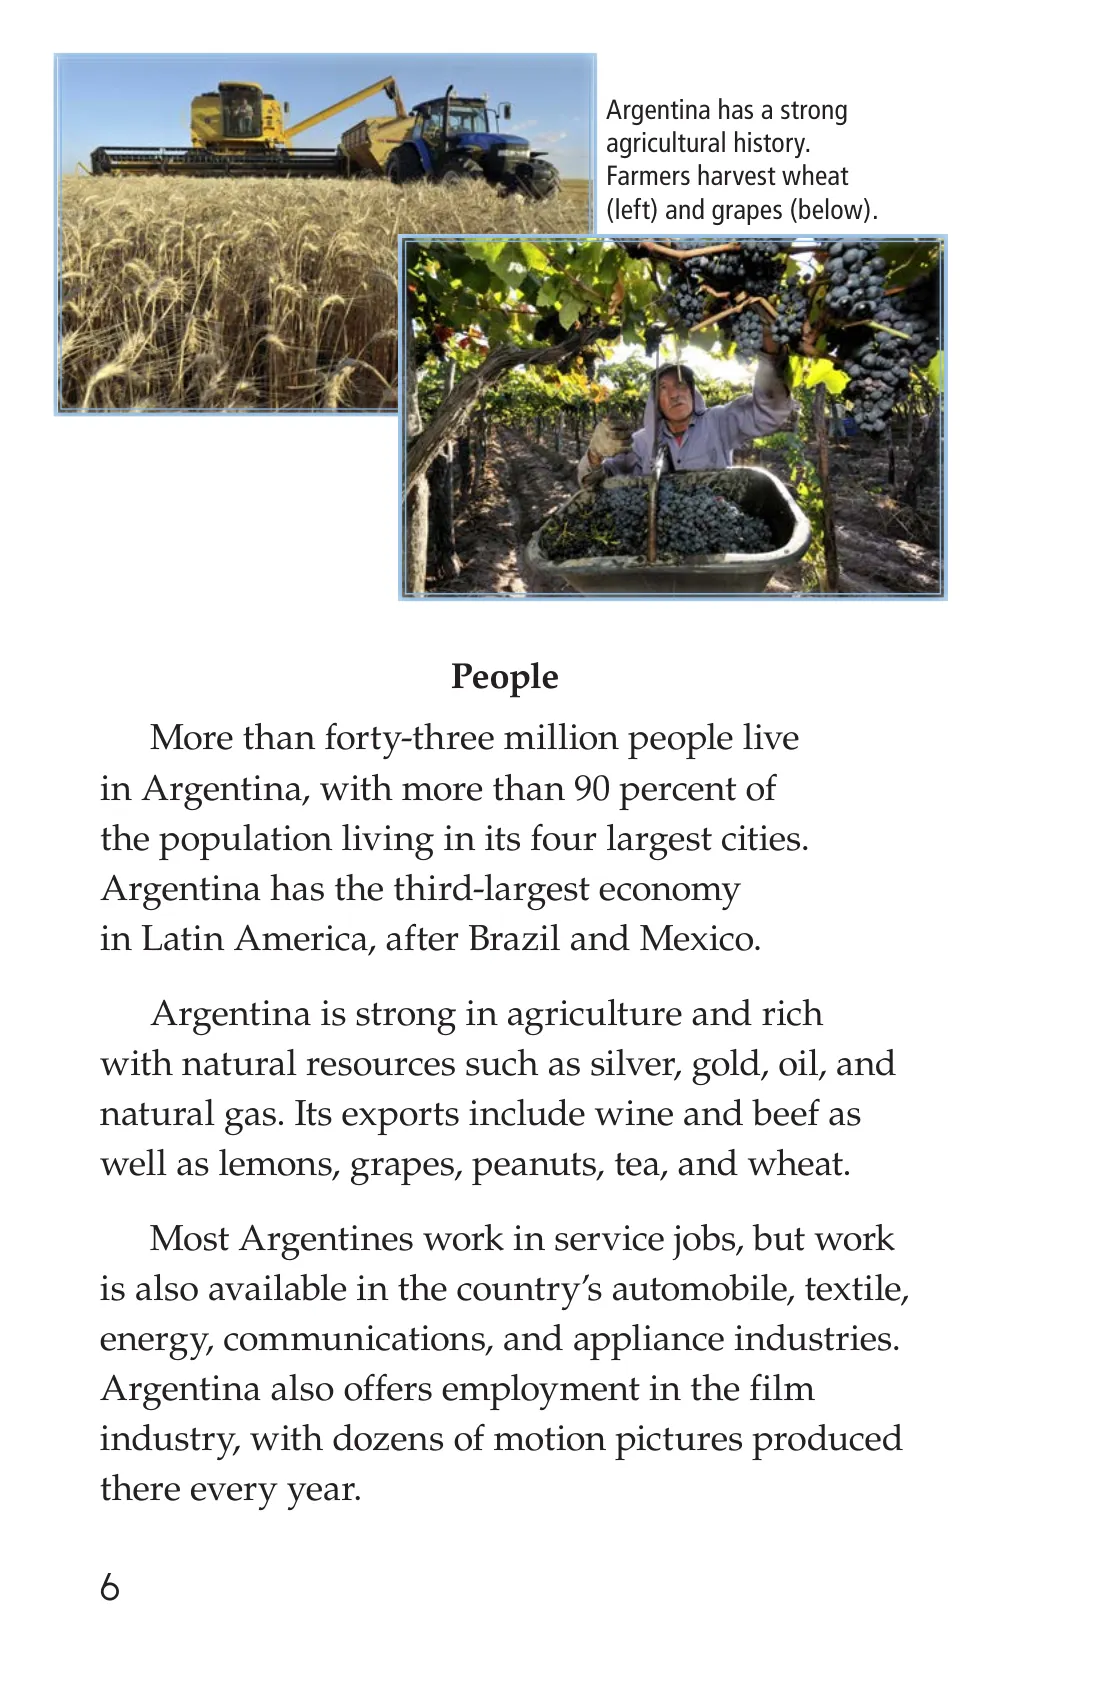 Argentina has a strong
agricultural history.
Farmers harvest wheat
(left) and grapes (below).
People
More than forty-three million people live
in Argentina, with more than 90 percent of
the population living in its four largest cities.
Argentina has the third-largest economy
in Latin America, after Brazil and Mexico.
Argentina is strong in agriculture and rich
with natural resources such as silver, gold, oil, and
natural gas. Its exports include wine and beef as
well as lemons, grapes, peanuts, tea, and wheat.
Most Argentines work in service jobs, but work
is also available in the country’s automobile, textile,
energy, communications, and appliance industries.
Argentina also offers employment in the film
industry, with dozens of motion pictures produced
there every year.
6